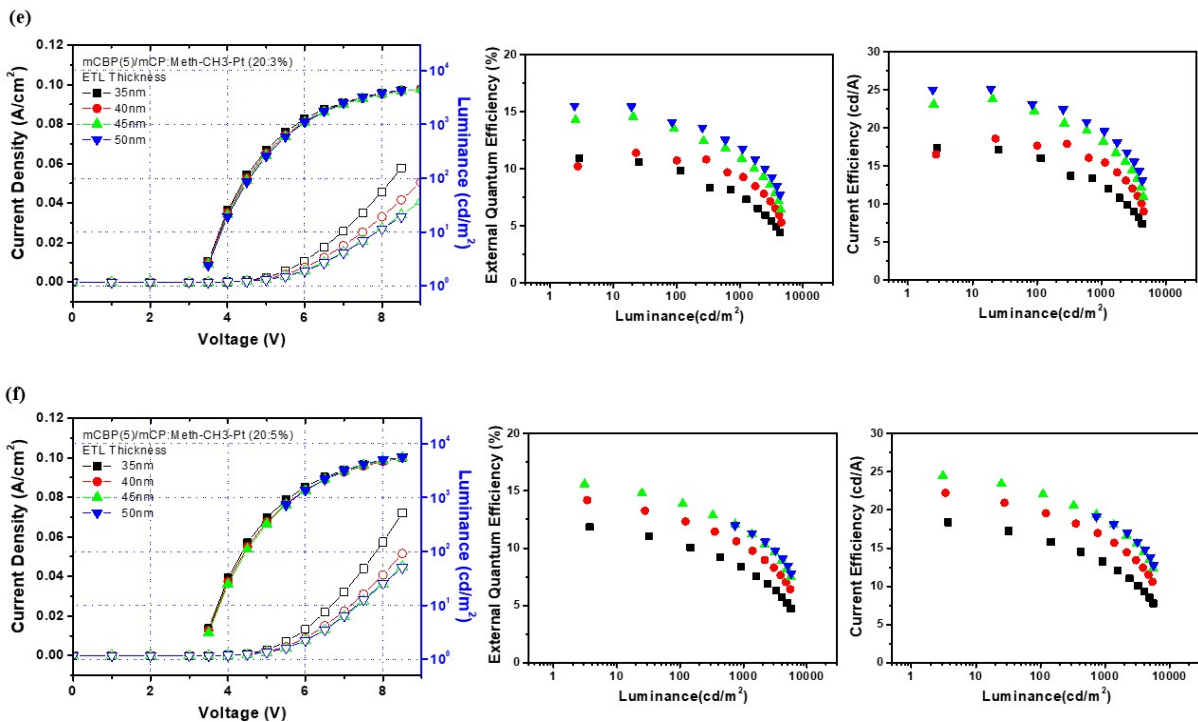 (e)
0.12
0.10
0.08
0.06
0.04
0.02
0.00
Current Density (A/cm²)
mCBP(5)/mCP:Meth-CH3-Pt (20:3%)
ETL Thickness
35nm
40nm
45nm
50nm
10⁴
10³
10²
10¹
10⁰
Luminance (cd/m²)
0 2 4 6 8
Voltage (V)
20
15
10
5
0
External Quantum Efficiency (%)
1 10 100 1000 10000
Luminance(cd/m²)
30
25
20
15
10
5
0
Current Efficiency (cd/A)
1 10 100 1000 10000
Luminance(cd/m²)
(f)
0.12
0.10
0.08
0.06
0.04
0.02
0.00
Current Density (A/cm²)
mCBP(5)/mCP:Meth-CH3-Pt (20:5%)
ETL Thickness
35nm
40nm
45nm
50nm
10⁴
10³
10²
10¹
10⁰
Luminance (cd/m²)
0 2 4 6 8
Voltage (V)
20
15
10
5
0
External Quantum Efficiency (%)
1 10 100 1000 10000
Luminance(cd/m²)
30
25
20
15
10
5
0
Current Efficiency (cd/A)
1 10 100 1000 10000
Luminance(cd/m²)